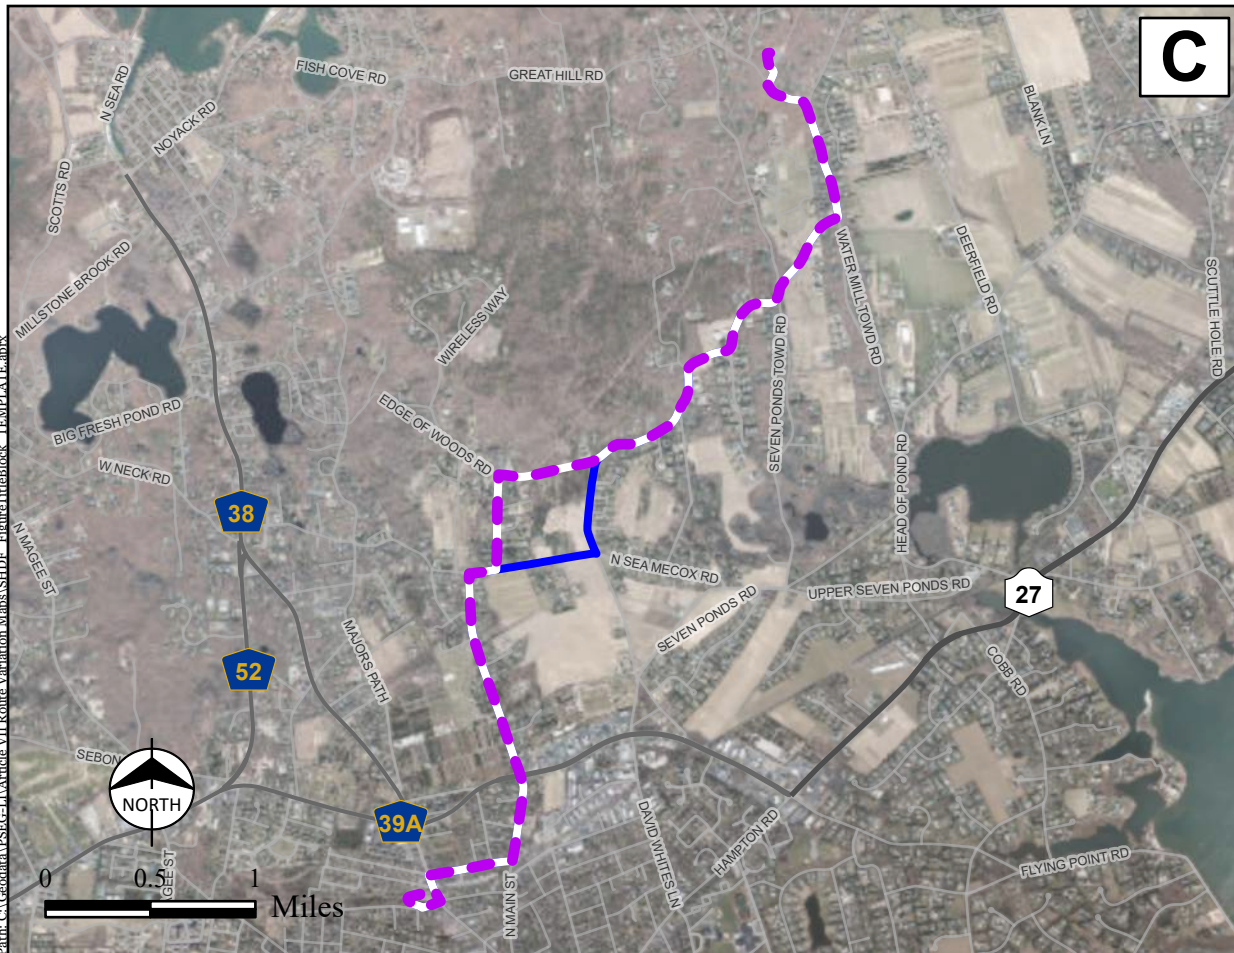 C
FISH COVE RD
GREAT HILL RD
N SEA RD
NOYACK RD
BLANK LN
SCOTTS RD
MILLSTONE BROOK RD
WATER MILL TOWD RD
DEERFIELD RD
SCUTTLE HOLE RD
WIRELESS WAY
SEVEN PONDS TOWD RD
BIG FRESH POND RD
EDGE OF WOODS RD
W NECK RD
HEAD OF POND RD
38
N MAGEE ST
N SEA MECOX RD
UPPER SEVEN PONDS RD
27
SEVEN PONDS RD
MAJORS PATH
52
COBB RD
SEBON
NORTH
39A
DAVID WHITES LN
HAMPTON RD
FLYING POINT RD
AGEE ST
N MAIN ST
0 0.5 1
Miles